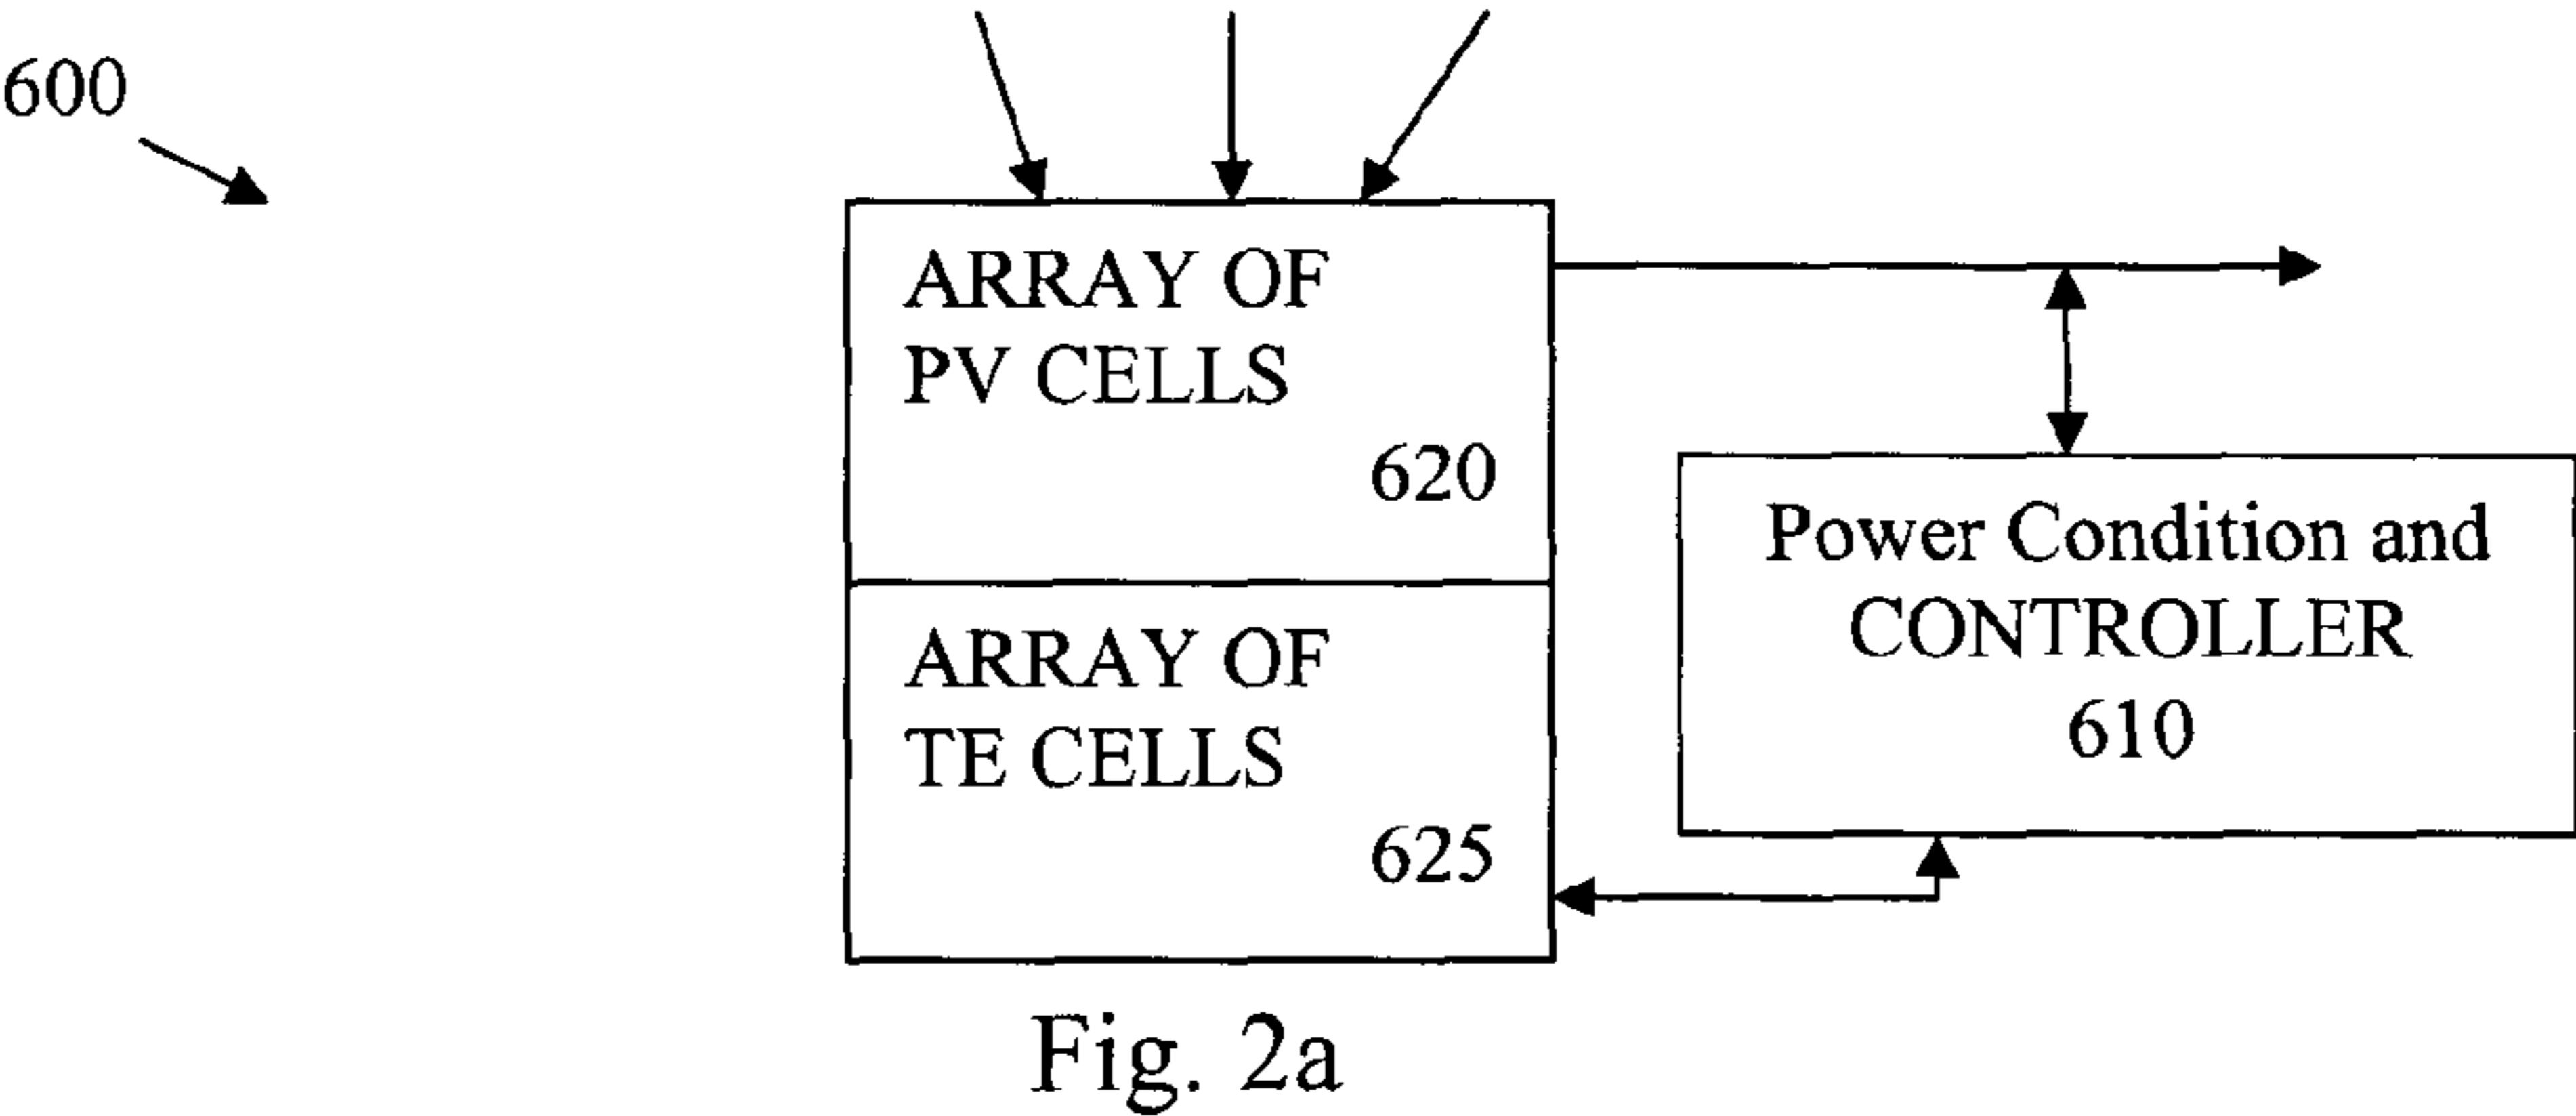 600
ARRAY OF
PV CELLS
620
Power Condition and
CONTROLLER
610
ARRAY OF
TE CELLS
625
Fig. 2a